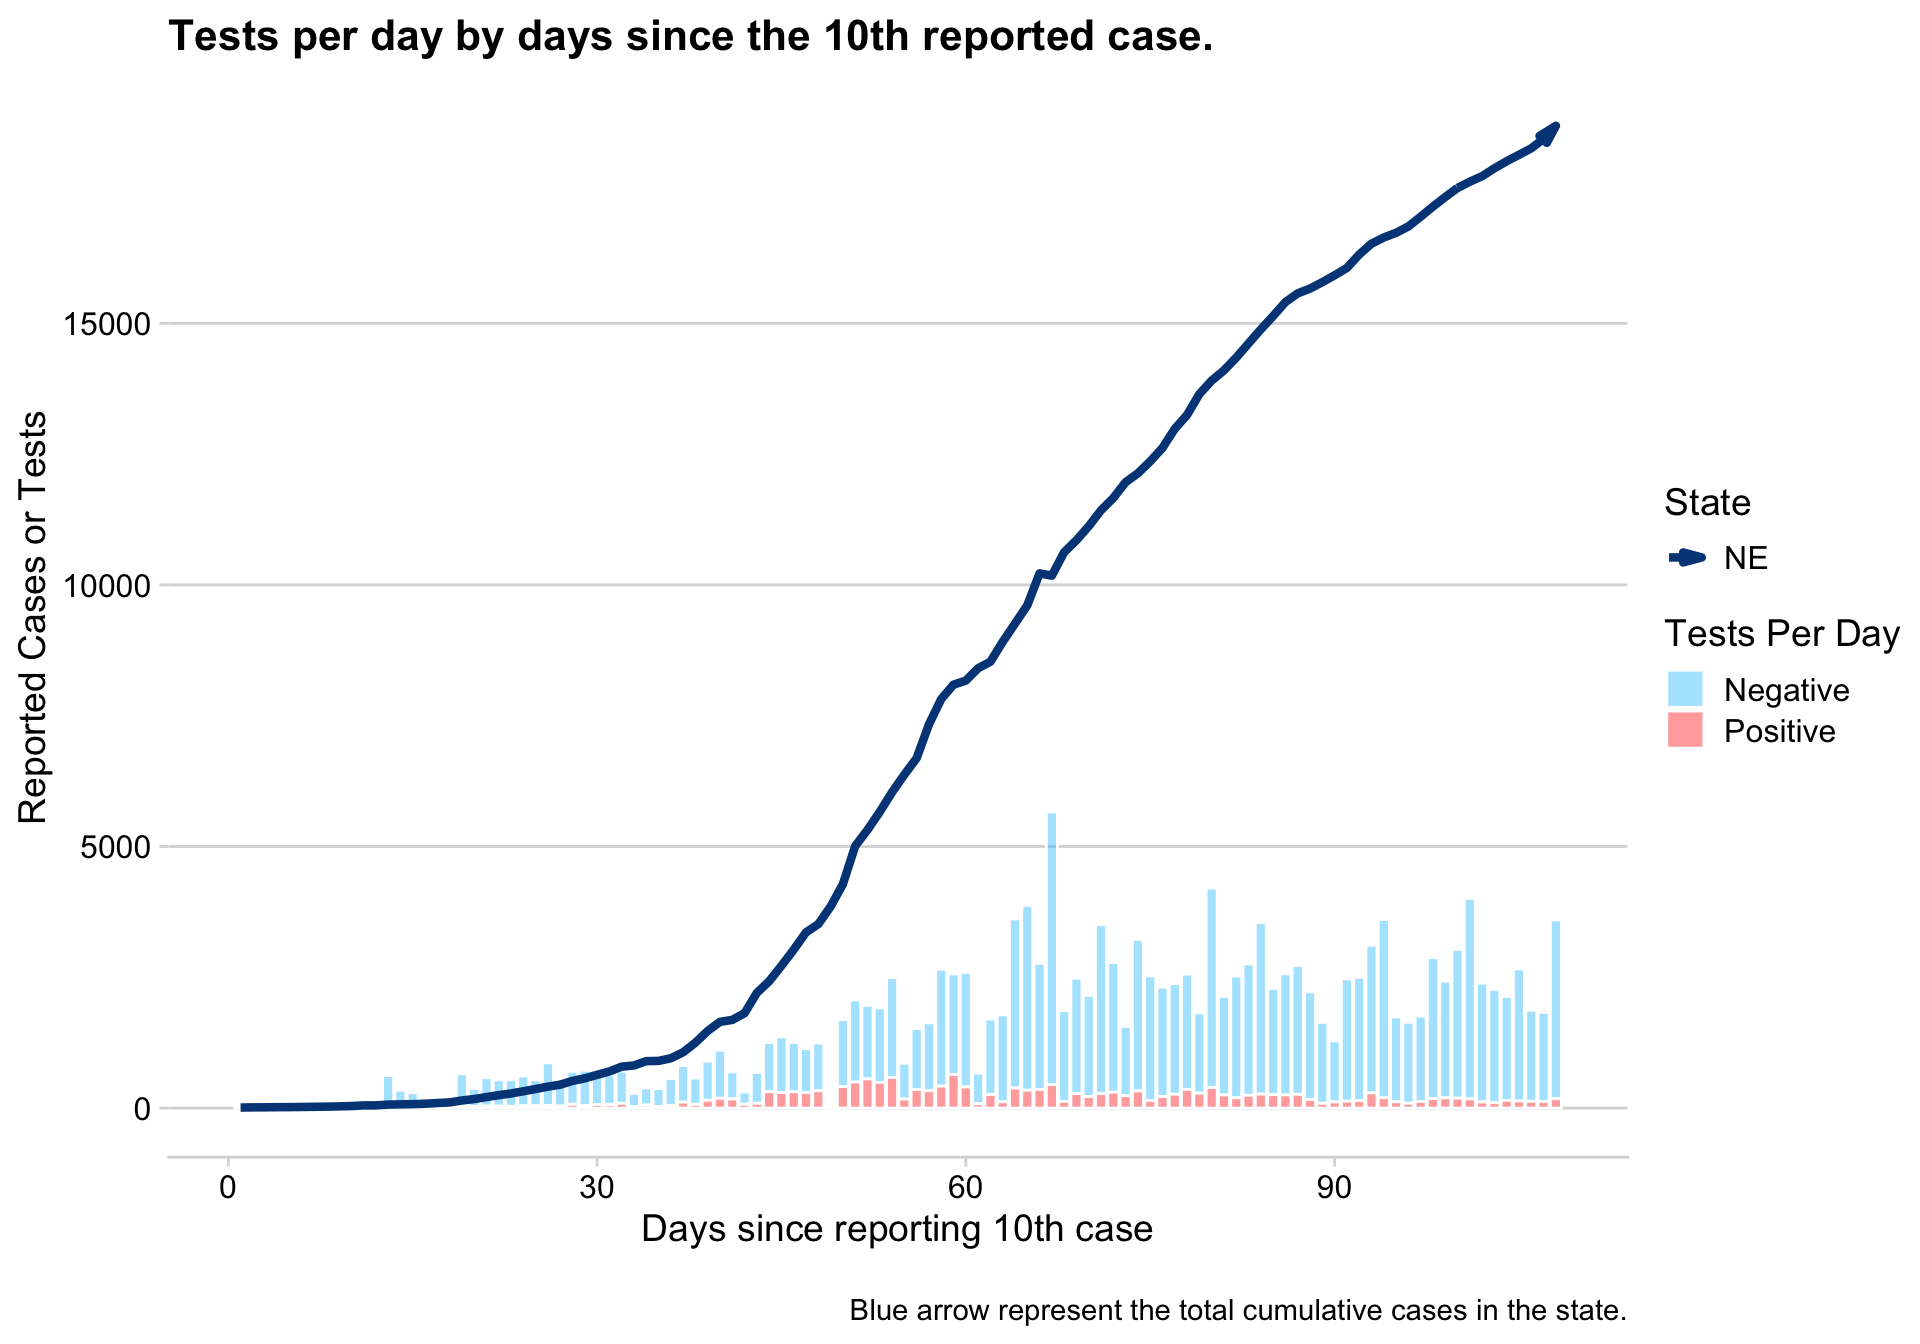 Tests per day by days since the 10th reported case.
Reported Cases or Tests
15000
10000
5000
0
0 30 60 90
Days since reporting 10th case
State
NE
Tests Per Day
Negative
Positive
Blue arrow represent the total cumulative cases in the state.